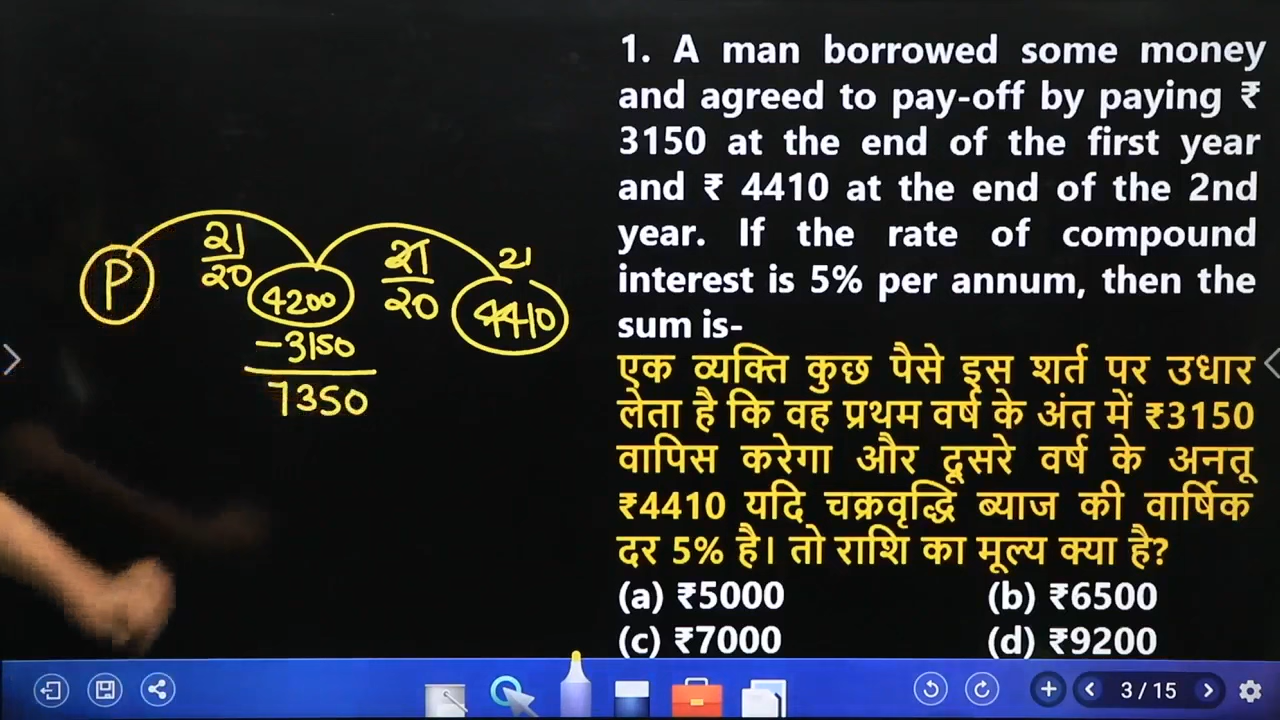 1. A man borrowed some money
and agreed to pay-off by paying ₹
3150 at the end of the first year
and ₹ 4410 at the end of the 2nd
year. If the rate of compound
interest is 5% per annum, then the
sum is-
एक व्यक्ति कुछ पैसे इस शर्त पर उधार
लेता है कि वह प्रथम वर्ष के अंत में ₹3150
वापिस करेगा और दूसरे वर्ष के अनतू
₹4410 यदि चक्रवृद्धि ब्याज की वार्षिक
दर 5% है। तो राशि का मूल्य क्या है?
(a) ₹5000 (b) ₹6500
(c) ₹7000 (d) ₹9200
P 21/20 4200 21/20 4410 21
-3150
7350
3 / 15